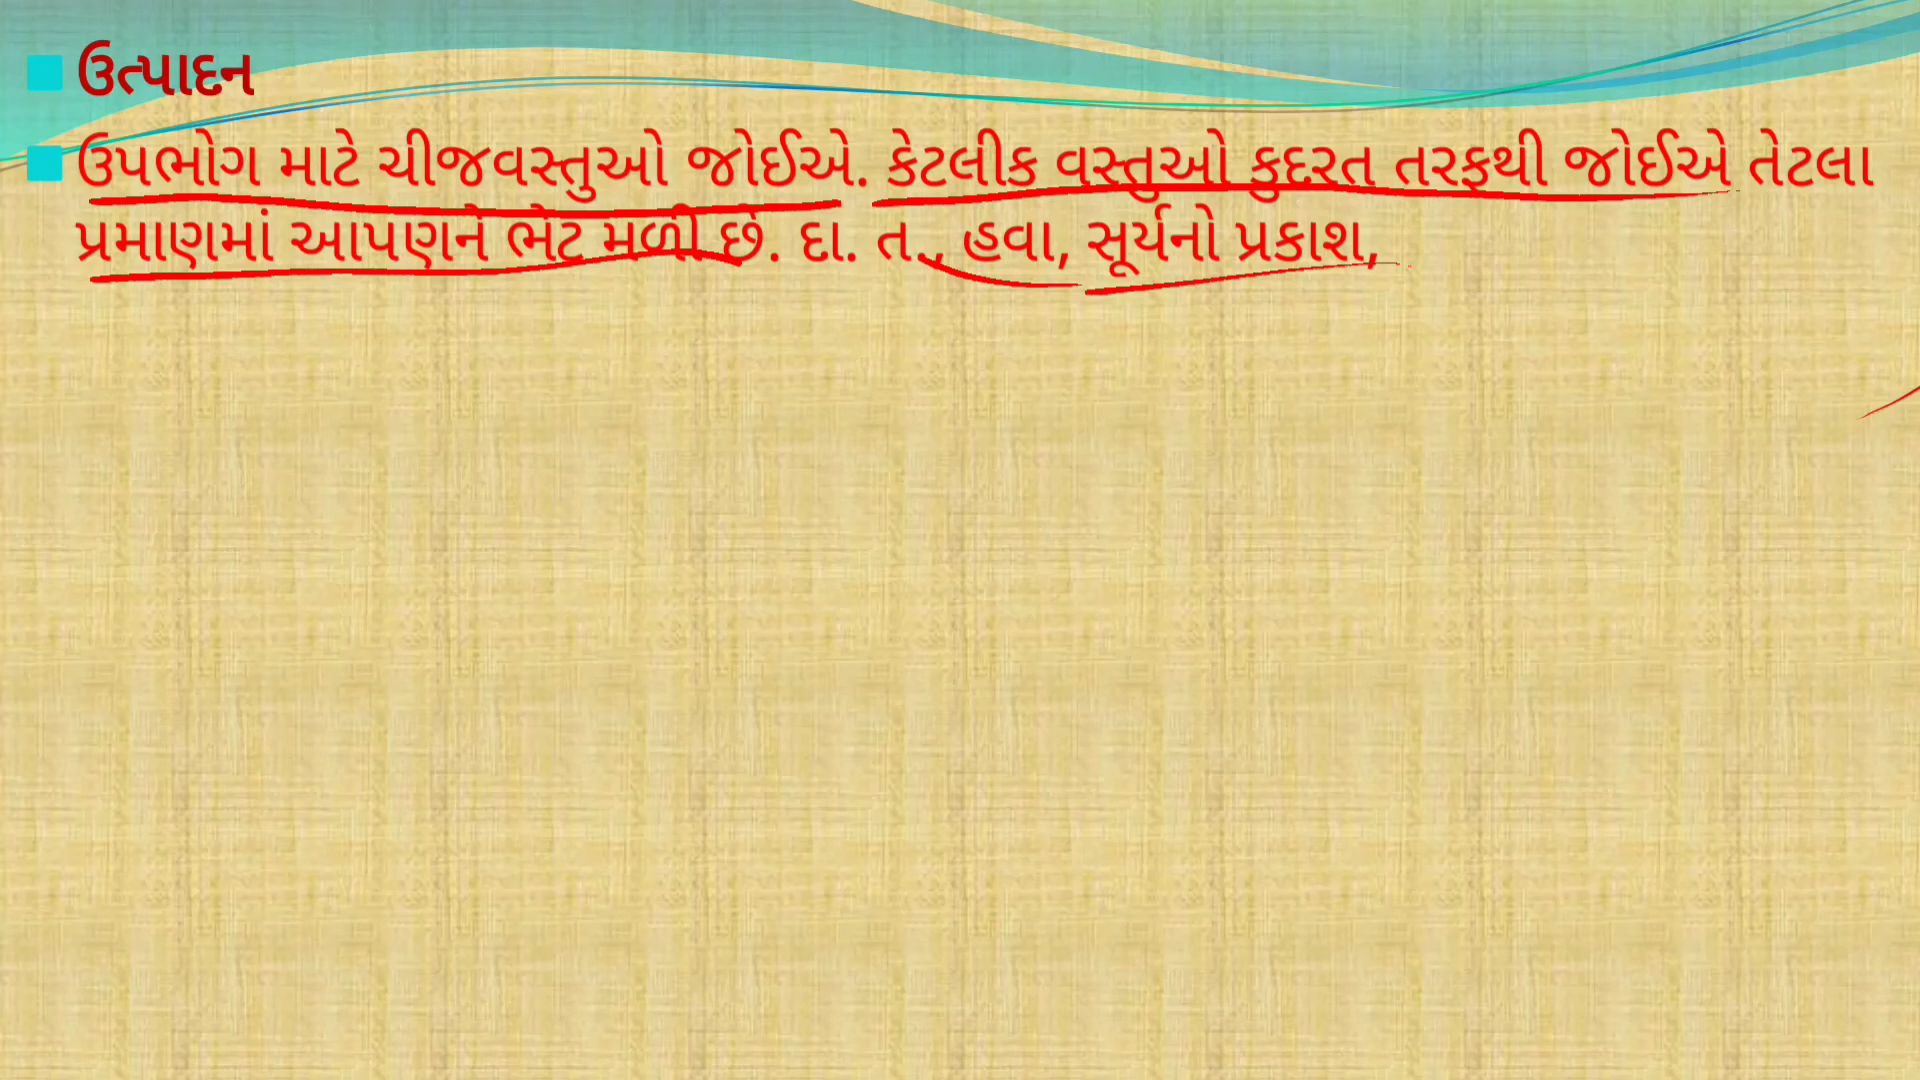 ઉત્પાદન
ઉપભોગ માટે ચીજવસ્તુઓ જોઈએ. કેટલીક વસ્તુઓ કુદરત તરફથી જોઈએ તેટલા
પ્રમાણમાં આપણને ભેટ મળી છે. દા. ત., હવા, સૂર્યનો પ્રકાશ,